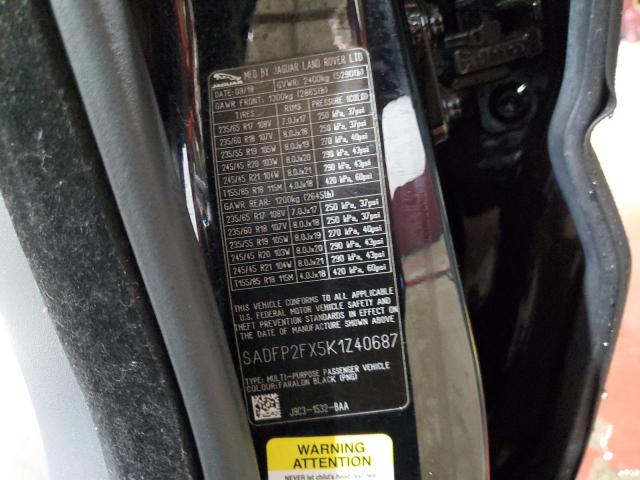 JAGUAR MFD BY JAGUAR LAND ROVER LTD
DATE: 09/18 GVWR: 2400kg (5290lb)
GAWR FRONT: 1300kg (2865lb)
TIRES RIMS PRESSURE (COLD)
235/65 R17 108V 7.0Jx17 250 kPa, 37psi
235/60 R18 107V 8.0Jx18 250 kPa, 37psi
235/55 R19 105W 8.0Jx19 270 kPa, 40psi
245/45 R20 103W 8.0Jx20 290 kPa, 43psi
245/45 R21 104W 8.0Jx21 290 kPa, 43psi
T155/85 R18 115M 4.0Jx18 420 kPa, 60psi
GAWR REAR: 1200kg (2645lb)
235/65 R17 108V 7.0Jx17 250 kPa, 37psi
235/60 R18 107V 8.0Jx18 250 kPa, 37psi
235/55 R19 105W 8.0Jx19 270 kPa, 40psi
245/45 R20 103W 8.0Jx20 290 kPa, 43psi
245/45 R21 104W 8.0Jx21 290 kPa, 43psi
T155/85 R18 115M 4.0Jx18 420 kPa, 60psi
THIS VEHICLE CONFORMS TO ALL APPLICABLE
U.S. FEDERAL MOTOR VEHICLE SAFETY AND
THEFT PREVENTION STANDARDS IN EFFECT ON
THE DATE OF MANUFACTURE SHOWN ABOVE.
SADFP2FX5K1Z40687
TYPE: MULTI-PURPOSE PASSENGER VEHICLE
COLOUR: FARALON BLACK (PNG)
J9C3-1532-BAA
WARNING
ATTENTION